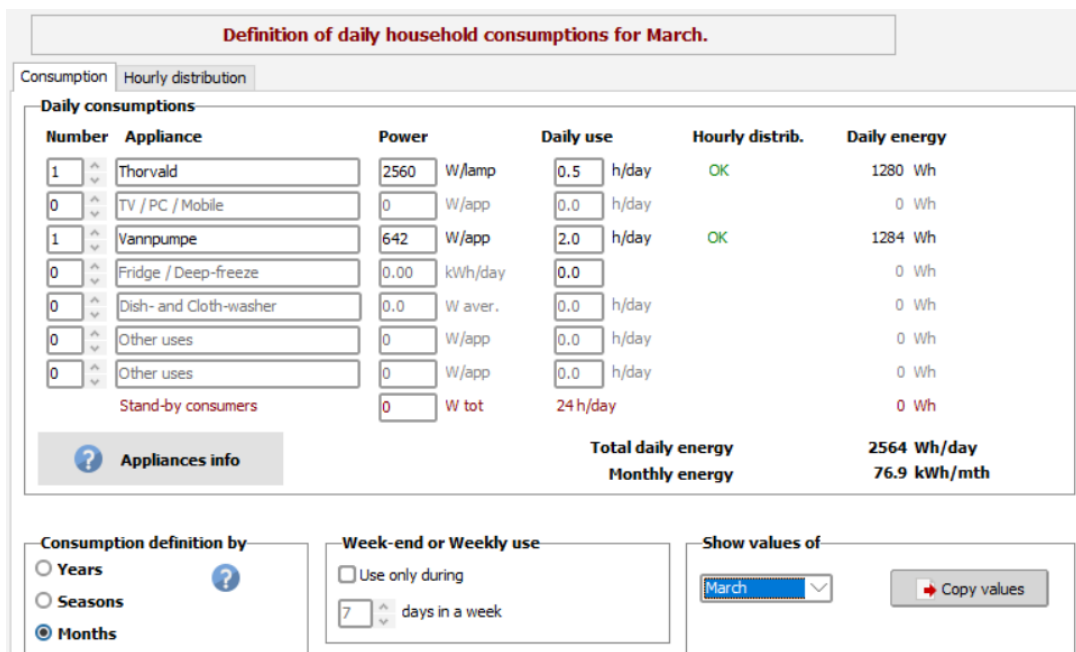 Definition of daily household consumptions for March.
Consumption Hourly distribution
Daily consumptions
Number Appliance Power Daily use Hourly distrib. Daily energy
1 Thorvald 2560 W/lamp 0.5 h/day OK 1280 Wh
0 TV / PC / Mobile 0 W/app 0.0 h/day 0 Wh
1 Vannpumpe 642 W/app 2.0 h/day OK 1284 Wh
0 Fridge / Deep-freeze 0.00 kWh/day 0.0 0 Wh
0 Dish- and Cloth-washer 0.0 W aver. 0.0 h/day 0 Wh
0 Other uses 0 W/app 0.0 h/day 0 Wh
0 Other uses 0 W/app 0.0 h/day 0 Wh
Stand-by consumers 0 W tot 24 h/day 0 Wh
? Appliances info
Total daily energy 2564 Wh/day
Monthly energy 76.9 kWh/mth
Consumption definition by
Years ?
Seasons
Months
Week-end or Weekly use
Use only during
7 days in a week
Show values of
March Copy values